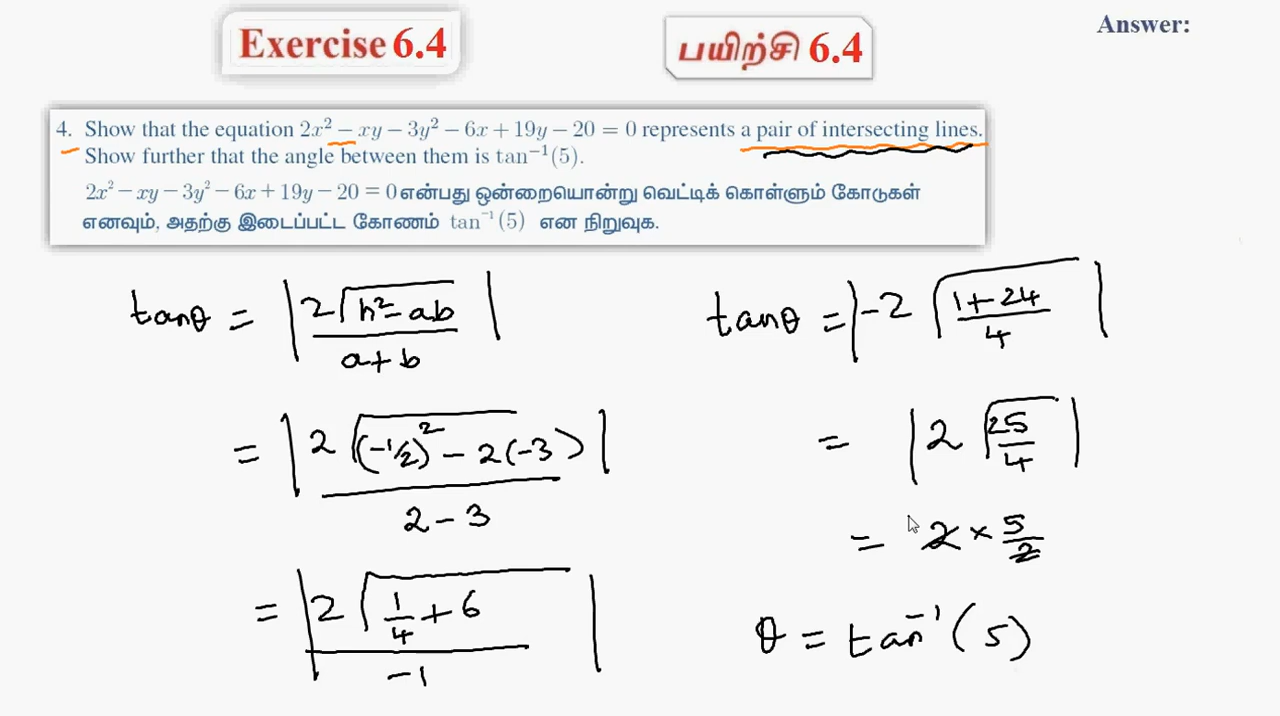 Exercise 6.4
பயிற்சி 6.4
Answer:
4. Show that the equation 2x² − xy − 3y² − 6x + 19y − 20 = 0 represents a pair of intersecting lines.
Show further that the angle between them is tan⁻¹(5).
2x² − xy − 3y² − 6x + 19y − 20 = 0 என்பது ஒன்றையொன்று வெட்டிக் கொள்ளும் கோடுகள்
எனவும், அதற்கு இடைப்பட்ட கோணம் tan⁻¹(5) என நிறுவுக.
tanθ = |2√(h² − ab) / (a + b)|
= |2√((−1/2)² − 2(−3)) / (2 − 3)|
= |2√(1/4 + 6) / −1|
tanθ = |−2√((1 + 24)/4)|
= |2√(25/4)|
= 2 × 5/2
θ = tan⁻¹(5)